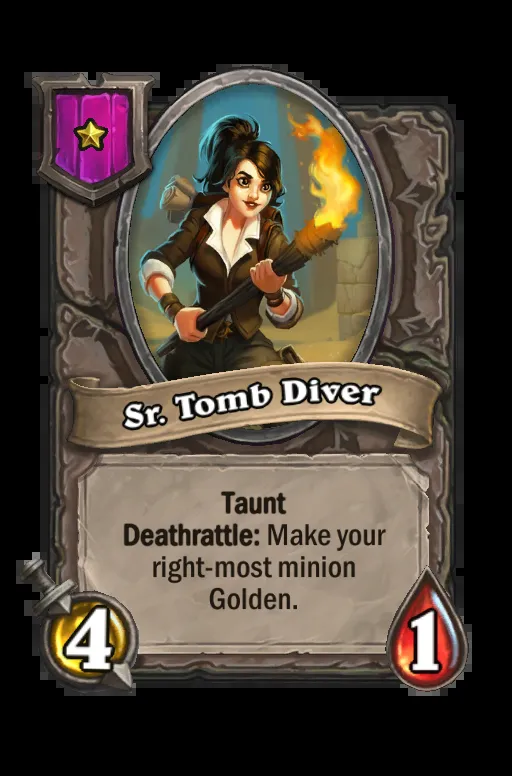 Sr. Tomb Diver
Taunt
Deathrattle: Make your
right-most minion
Golden.
4
1